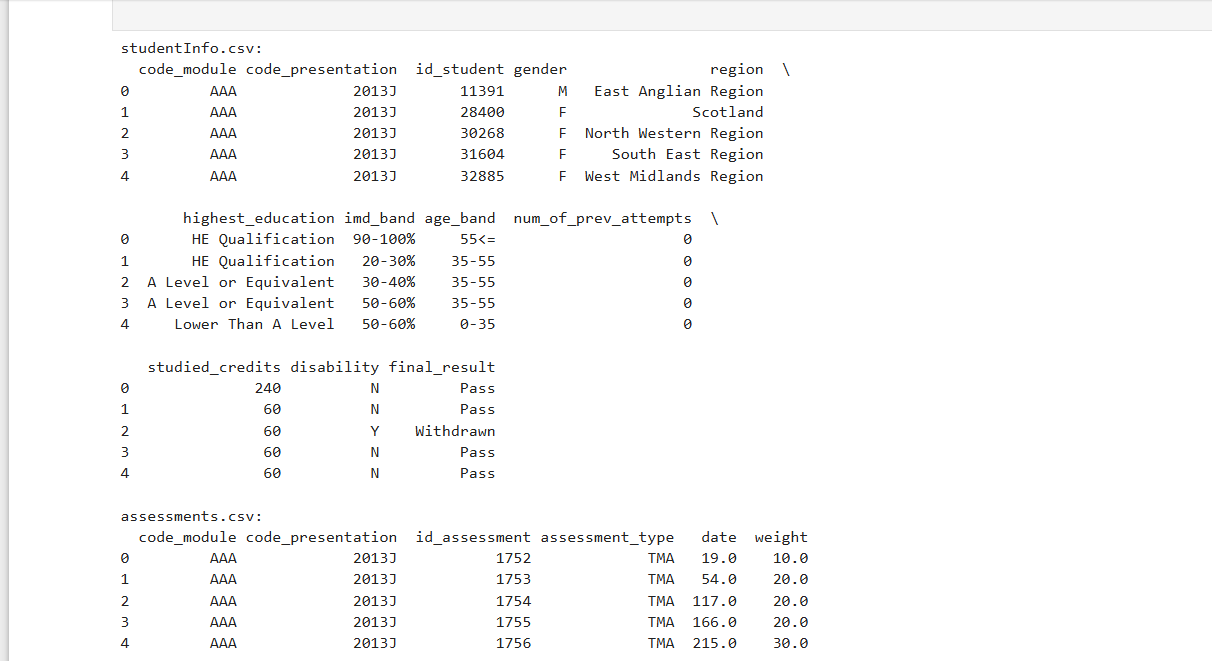 studentInfo.csv:
  code_module code_presentation  id_student gender                region  \
0         AAA             2013J       11391      M   East Anglian Region
1         AAA             2013J       28400      F              Scotland
2         AAA             2013J       30268      F  North Western Region
3         AAA             2013J       31604      F     South East Region
4         AAA             2013J       32885      F  West Midlands Region
       highest_education imd_band age_band  num_of_prev_attempts  \
0       HE Qualification  90-100%     55<=                     0
1       HE Qualification   20-30%    35-55                     0
2  A Level or Equivalent   30-40%    35-55                     0
3  A Level or Equivalent   50-60%    35-55                     0
4     Lower Than A Level   50-60%     0-35                     0
   studied_credits disability final_result
0              240          N         Pass
1               60          N         Pass
2               60          Y    Withdrawn
3               60          N         Pass
4               60          N         Pass
assessments.csv:
  code_module code_presentation  id_assessment assessment_type   date  weight
0         AAA             2013J           1752             TMA   19.0    10.0
1         AAA             2013J           1753             TMA   54.0    20.0
2         AAA             2013J           1754             TMA  117.0    20.0
3         AAA             2013J           1755             TMA  166.0    20.0
4         AAA             2013J           1756             TMA  215.0    30.0